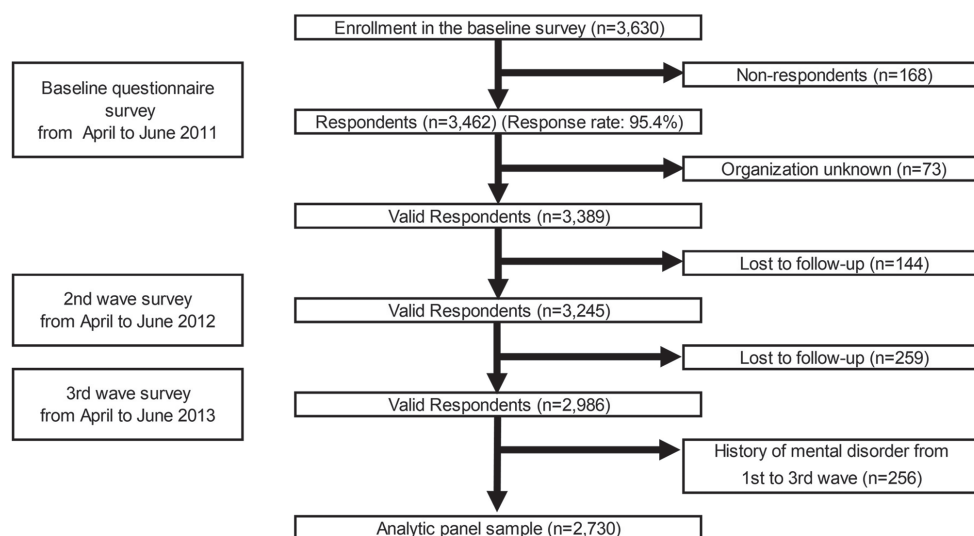 Enrollment in the baseline survey (n=3,630)
Baseline questionnaire
survey
from April to June 2011
Non-respondents (n=168)
Respondents (n=3,462) (Response rate: 95.4%)
Organization unknown (n=73)
Valid Respondents (n=3,389)
Lost to follow-up (n=144)
2nd wave survey
from April to June 2012
Valid Respondents (n=3,245)
Lost to follow-up (n=259)
3rd wave survey
from April to June 2013
Valid Respondents (n=2,986)
History of mental disorder from
1st to 3rd wave (n=256)
Analytic panel sample (n=2,730)